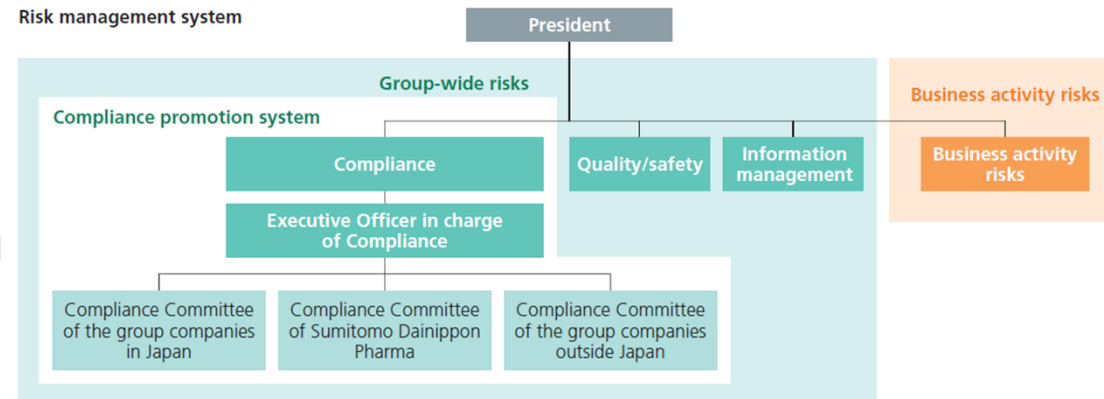 Risk management system
President
Group-wide risks
Business activity risks
Compliance promotion system
Compliance
Quality/safety
Information
management
Business activity
risks
Executive Officer in charge
of Compliance
Compliance Committee
of the group companies
in Japan
Compliance Committee
of Sumitomo Dainippon
Pharma
Compliance Committee
of the group companies
outside Japan